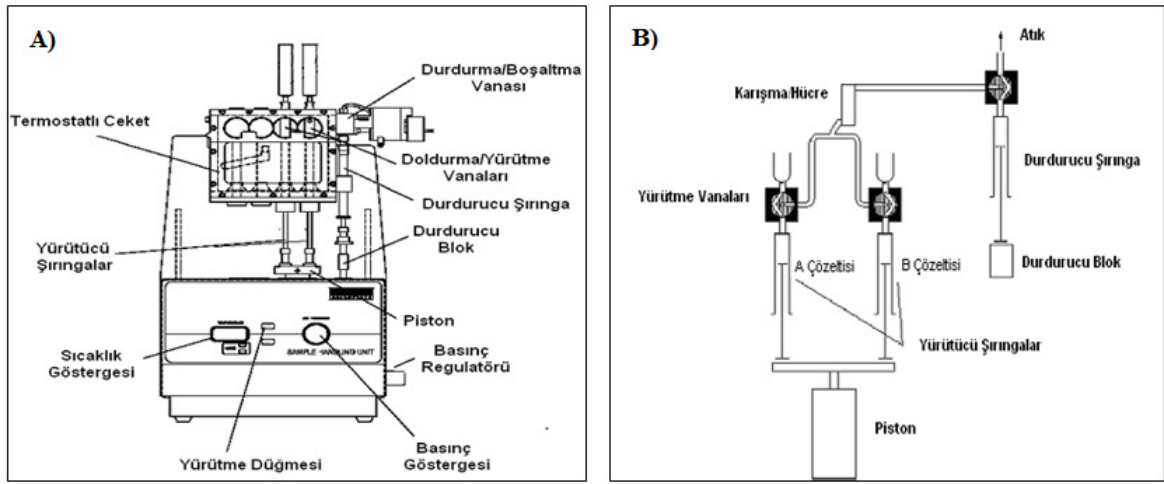 A)
Durdurma/Boşaltma
Vanası
Termostatlı Ceket
Doldurma/Yürütme
Vanaları
Durdurucu Şırınga
Durdurucu
Blok
Yürütücü
Şırıngalar
Piston
Sıcaklık
Göstergesi
SAMPLE HANDLING UNIT
Basınç
Regulatörü
Yürütme Düğmesi
Basınç
Göstergesi
B)
Atık
Karışma/Hücre
Durdurucu Şırınga
Yürütme Vanaları
A Çözeltisi
B Çözeltisi
Durdurucu Blok
Yürütücü Şırıngalar
Piston